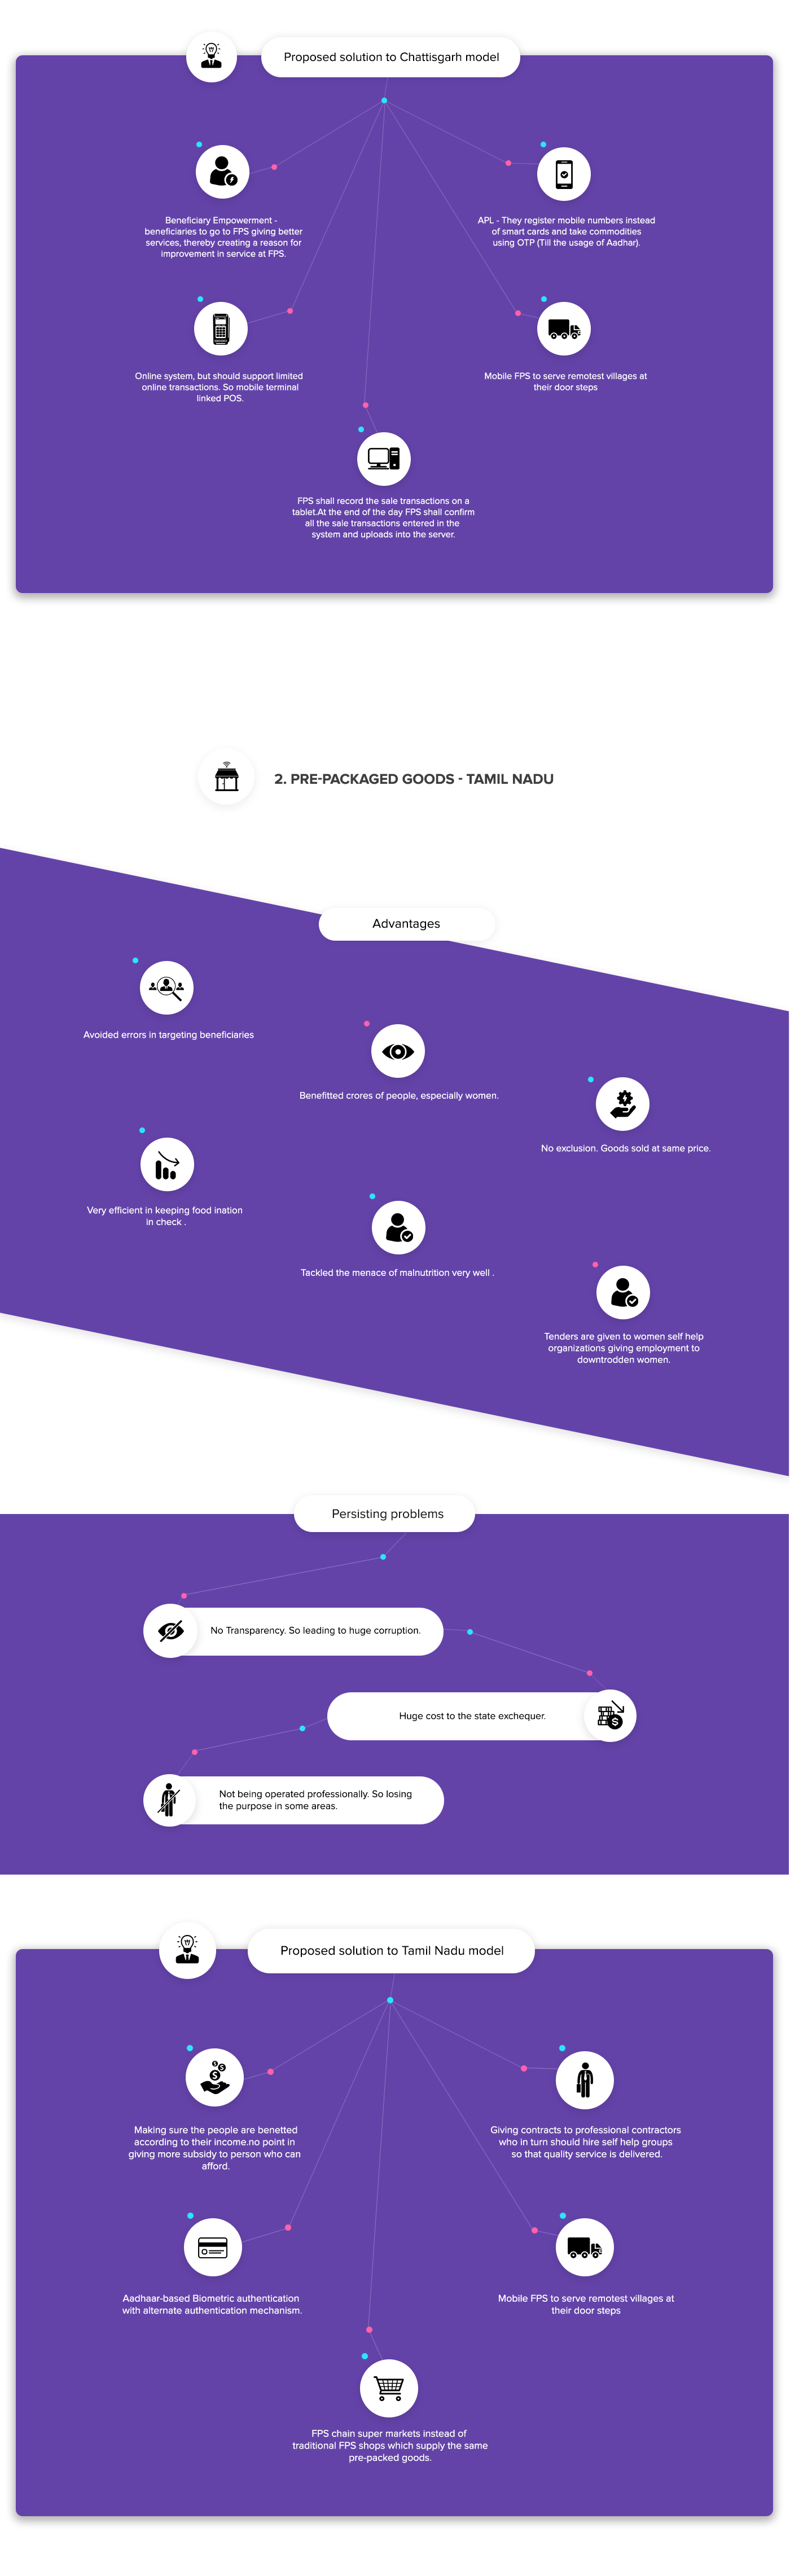 Proposed solution to Chattisgarh model
Beneficiary Empowerment -
beneficiaries to go to FPS giving better
services, thereby creating a reason for
improvement in service at FPS.
APL - They register mobile numbers instead
of smart cards and take commodities
using OTP (Till the usage of Aadhar).
Online system, but should support limited
online transactions. So mobile terminal
linked POS.
Mobile FPS to serve remotest villages at
their door steps
FPS shall record the sale transactions on a
tablet.At the end of the day FPS shall confirm
all the sale transactions entered in the
system and uploads into the server.
2. PRE-PACKAGED GOODS - TAMIL NADU
Advantages
Avoided errors in targeting beneficiaries
Benefitted crores of people, especially women.
No exclusion. Goods sold at same price.
Very efficient in keeping food ination
in check .
Tackled the menace of malnutrition very well .
Tenders are given to women self help
organizations giving employment to
downtrodden women.
Persisting problems
No Transparency. So leading to huge corruption.
Huge cost to the state exchequer.
Not being operated professionally. So losing
the purpose in some areas.
Proposed solution to Tamil Nadu model
Making sure the people are benetted
according to their income.no point in
giving more subsidy to person who can
afford.
Giving contracts to professional contractors
who in turn should hire self help groups
so that quality service is delivered.
Aadhaar-based Biometric authentication
with alternate authentication mechanism.
Mobile FPS to serve remotest villages at
their door steps
FPS chain super markets instead of
traditional FPS shops which supply the same
pre-packed goods.